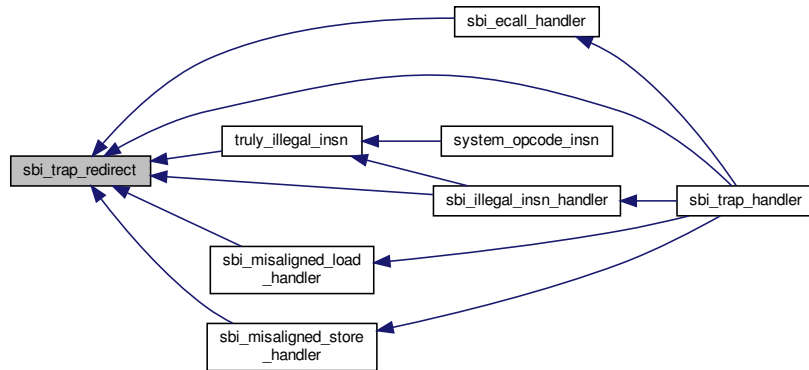 sbi_ecall_handler
truly_illegal_insn
system_opcode_insn
sbi_trap_redirect
sbi_illegal_insn_handler
sbi_trap_handler
sbi_misaligned_load
_handler
sbi_misaligned_store
_handler